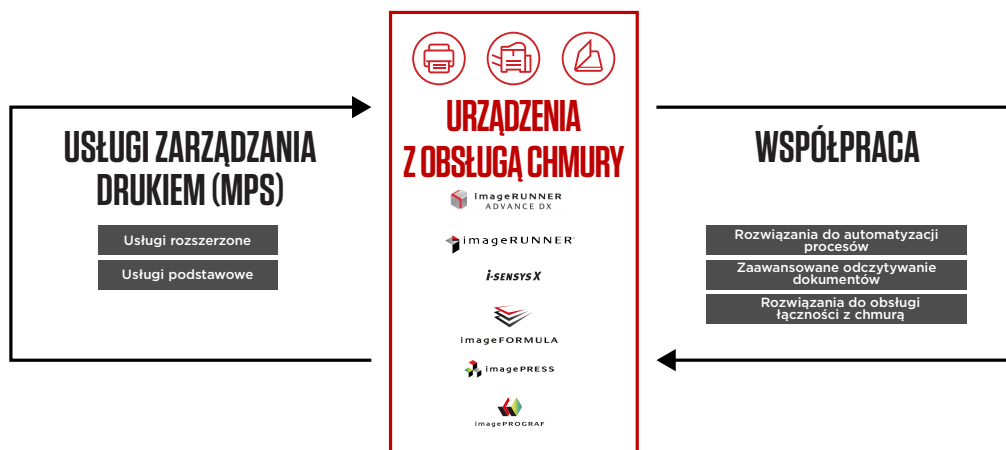 USŁUGI ZARZĄDZANIA
DRUKIEM (MPS)
Usługi rozszerzone
Usługi podstawowe
URZĄDZENIA
Z OBSŁUGĄ CHMURY
imageRUNNER
ADVANCE DX
imageRUNNER
i-SENSYS X
imageFORMULA
imagePRESS
imagePROGRAF
WSPÓŁPRACA
Rozwiązania do automatyzacji
procesów
Zaawansowane odczytywanie
dokumentów
Rozwiązania do obsługi
łączności z chmurą